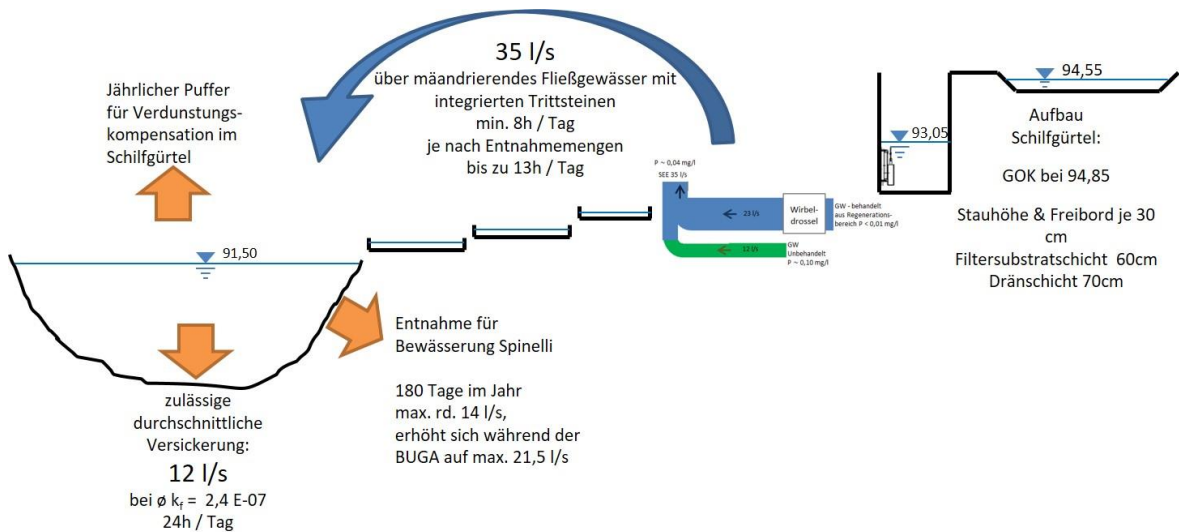 Jährlicher Puffer
für Verdunstungs-
kompensation im
Schilfgürtel
35 l/s
über mäandrierendes Fließgewässer mit
integrierten Trittsteinen
min. 8h / Tag
je nach Entnahmemengen
bis zu 13h / Tag
91,50
zulässige
durchschnittliche
Versickerung:
12 l/s
bei ø kf = 2,4 E-07
24h / Tag
Entnahme für
Bewässerung Spinelli
180 Tage im Jahr
max. rd. 14 l/s,
erhöht sich während der
BUGA auf max. 21,5 l/s
P ~ 0,04 mg/l
SEE 35 l/s
23 l/s
Wirbel-
drossel
GW - behandelt
aus Regenerations-
bereich P < 0,01 mg/l
12 l/s
GW
Unbehandelt
P ~ 0,10 mg/l
93,05
94,55
Aufbau
Schilfgürtel:
GOK bei 94,85
Stauhöhe & Freibord je 30
cm
Filtersubstratschicht 60cm
Dränschicht 70cm